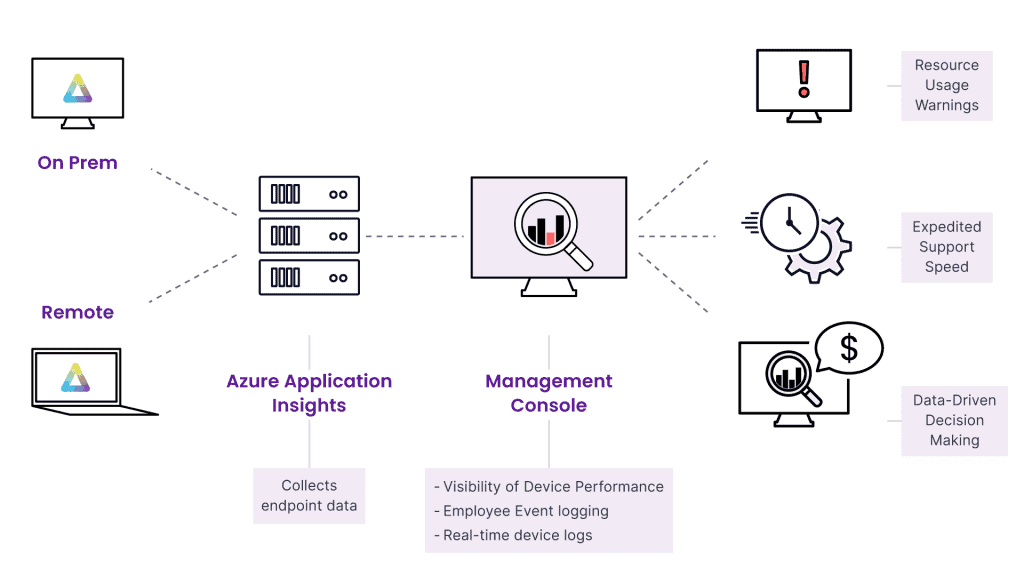 On Prem
Remote
Azure Application
Insights
Collects
endpoint data
Management
Console
- Visibility of Device Performance
- Employee Event logging
- Real-time device logs
!
Resource
Usage
Warnings
Expedited
Support
Speed
$
Data-Driven
Decision
Making